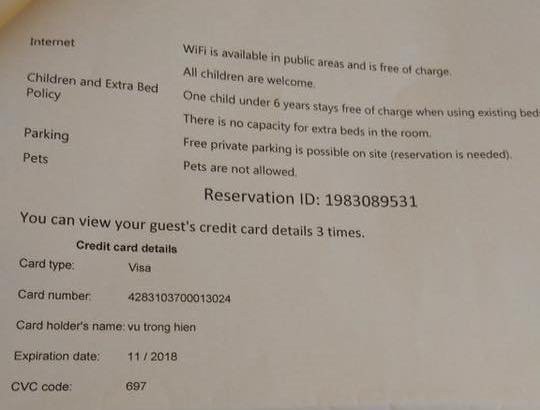 Internet
WiFi is available in public areas and is free of charge.
Children and Extra Bed
Policy
All children are welcome.
One child under 6 years stays free of charge when using existing bed
There is no capacity for extra beds in the room.
Parking
Free private parking is possible on site (reservation is needed).
Pets
Pets are not allowed.
Reservation ID: 1983089531
You can view your guest's credit card details 3 times.
Credit card details
Card type: Visa
Card number: 4283103700013024
Card holder's name: vu trong hien
Expiration date: 11 / 2018
CVC code: 697